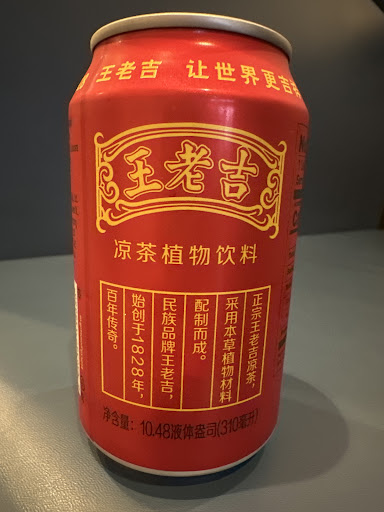 王老吉 让世界更吉
王老吉
凉茶植物饮料
正宗王老吉凉茶，
采用本草植物材料
配制而成。
民族品牌王老吉，
始创于1828年，
百年传奇。
净含量：10.48液体盎司(310毫升)